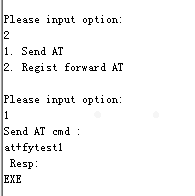 Please input option:
2
1. Send AT
2. Regist forward AT
Please input option:
1
Send AT cmd :
at+fytest1
Resp:
EXE